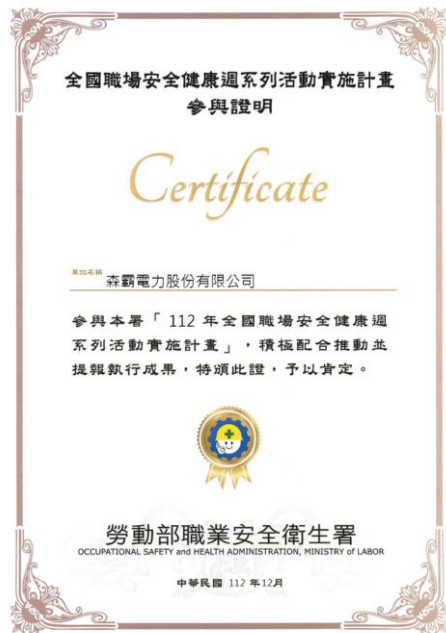 全國職場安全健康週系列活動實施計畫
參與證明
Certificate
單位名稱 森霸電力股份有限公司
參與本署「 112 年全國職場安全健康週
系列活動實施計畫」，積極配合推動並
提報執行成果，特頒此證，予以肯定。
勞動部職業安全衛生署
OCCUPATIONAL SAFETY and HEALTH ADMINISTRATION, MINISTRY of LABOR
中華民國 112 年12月